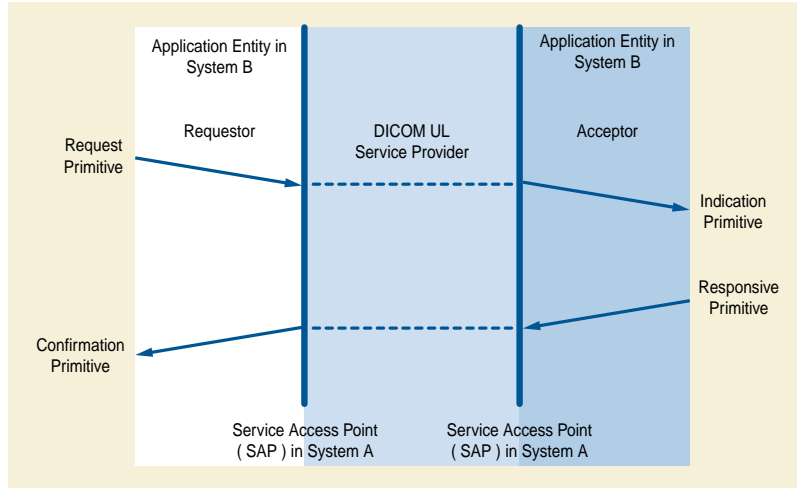 Application Entity in
System B
Application Entity in
System B
Requestor
DICOM UL
Service Provider
Acceptor
Request
Primitive
Indication
Primitive
Responsive
Primitive
Confirmation
Primitive
Service Access Point
( SAP ) in System A
Service Access Point
( SAP ) in System A